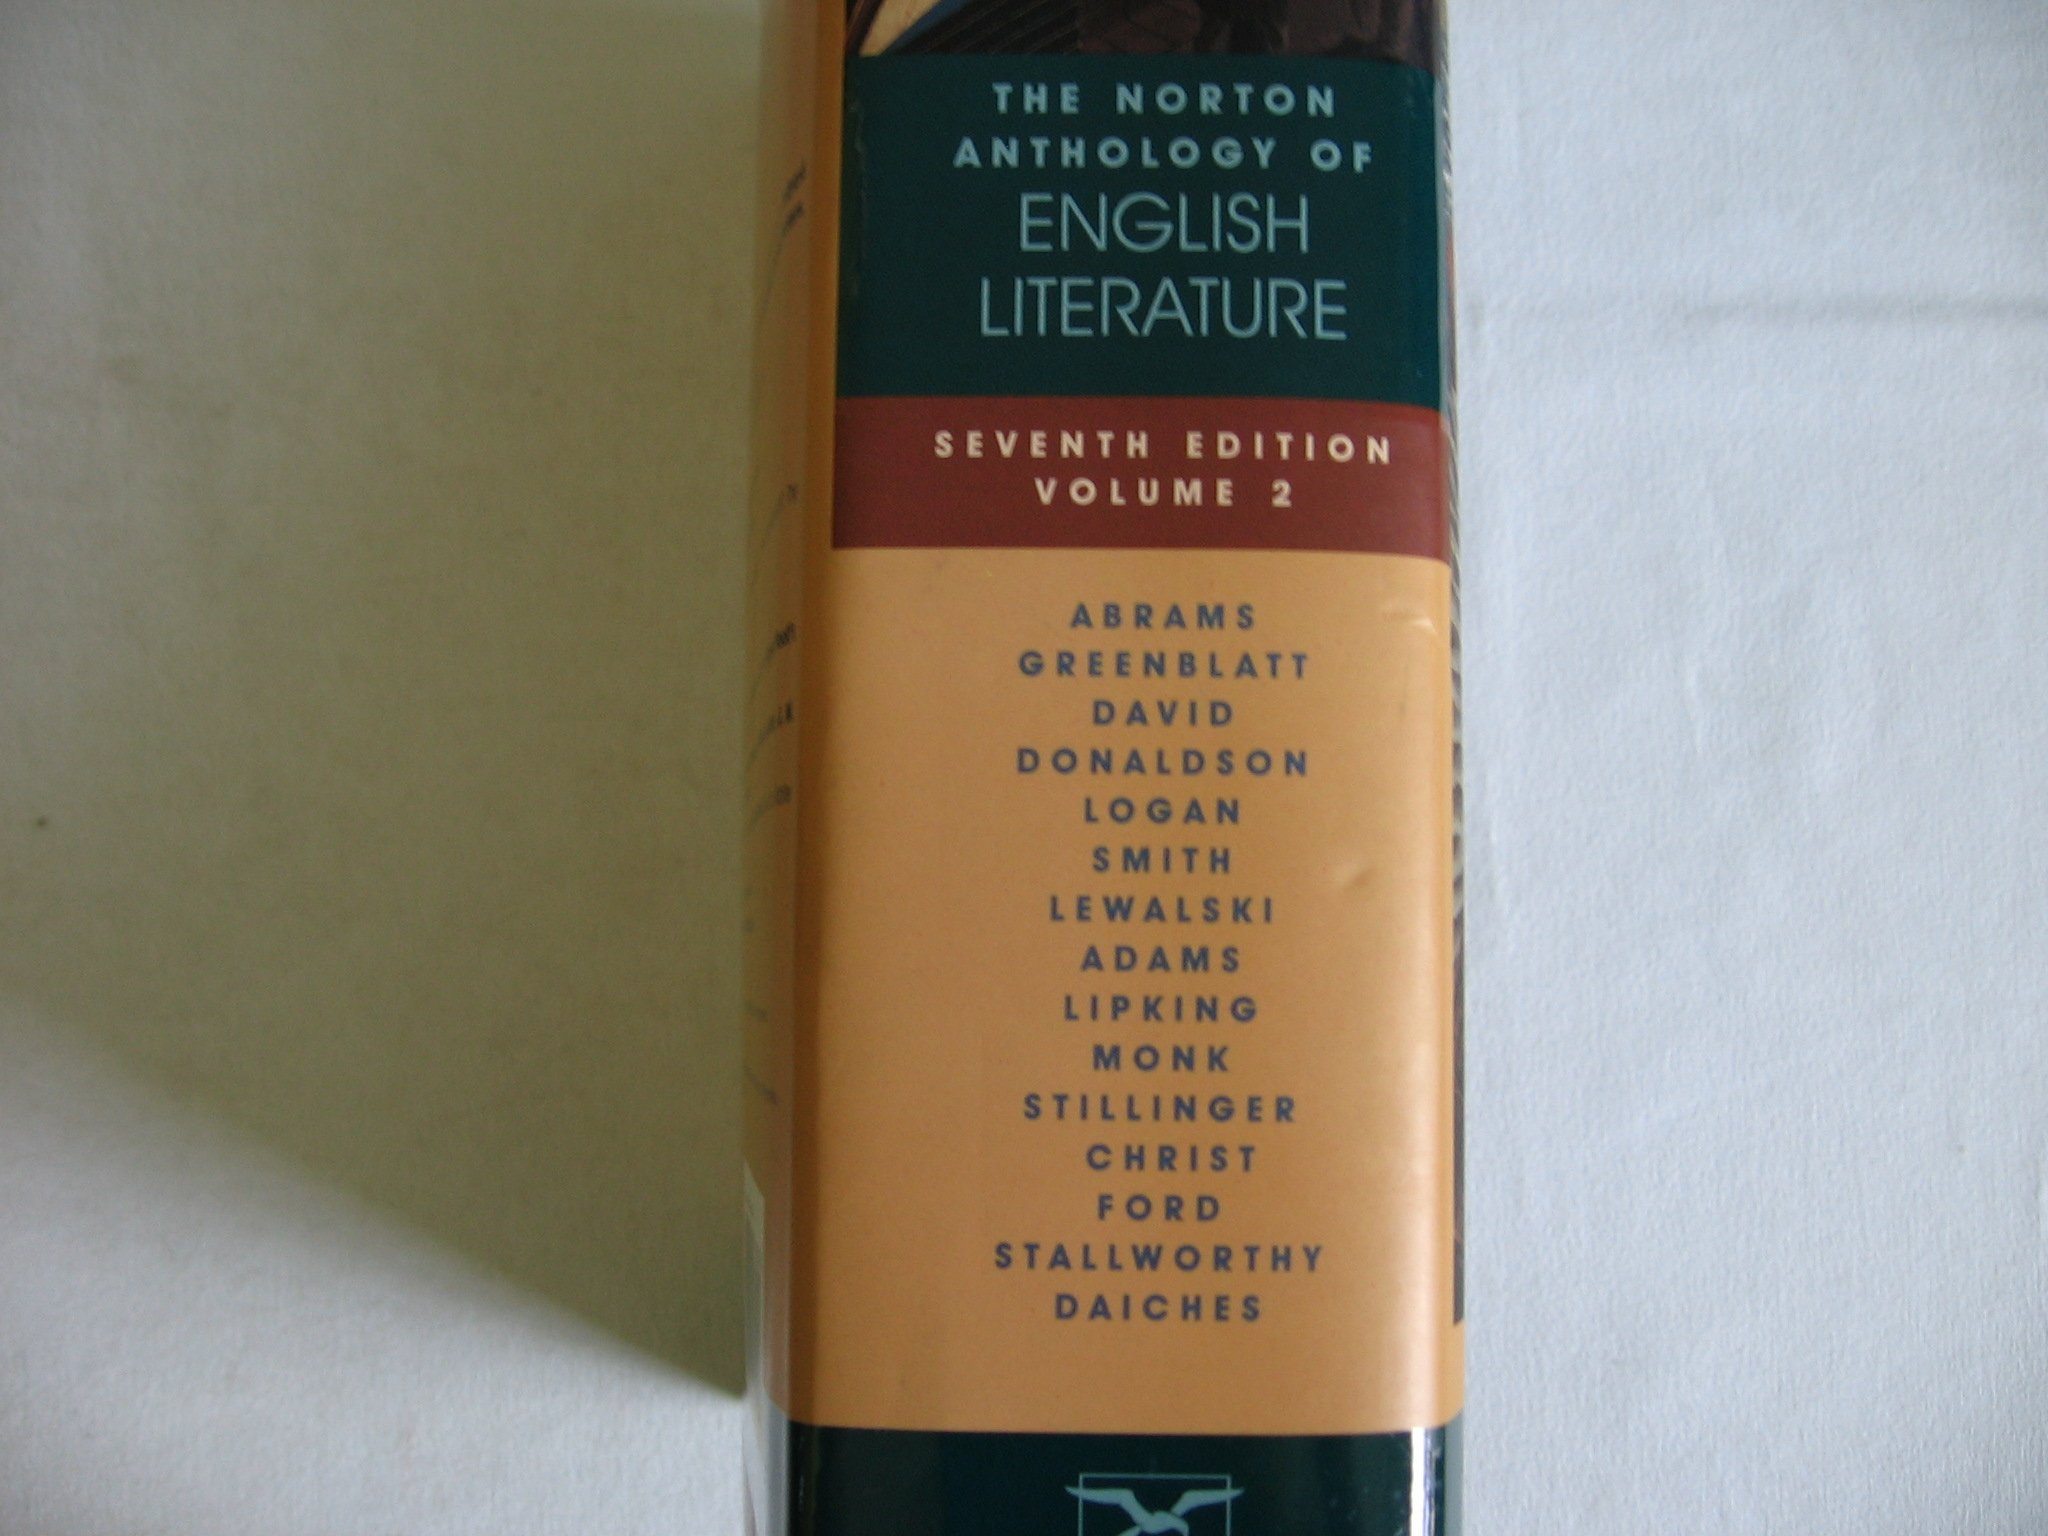 THE NORTON
ANTHOLOGY OF
ENGLISH
LITERATURE
SEVENTH EDITION
VOLUME 2
ABRAMS
GREENBLATT
DAVID
DONALDSON
LOGAN
SMITH
LEWALSKI
ADAMS
LIPKING
MONK
STILLINGER
CHRIST
FORD
STALLWORTHY
DAICHES